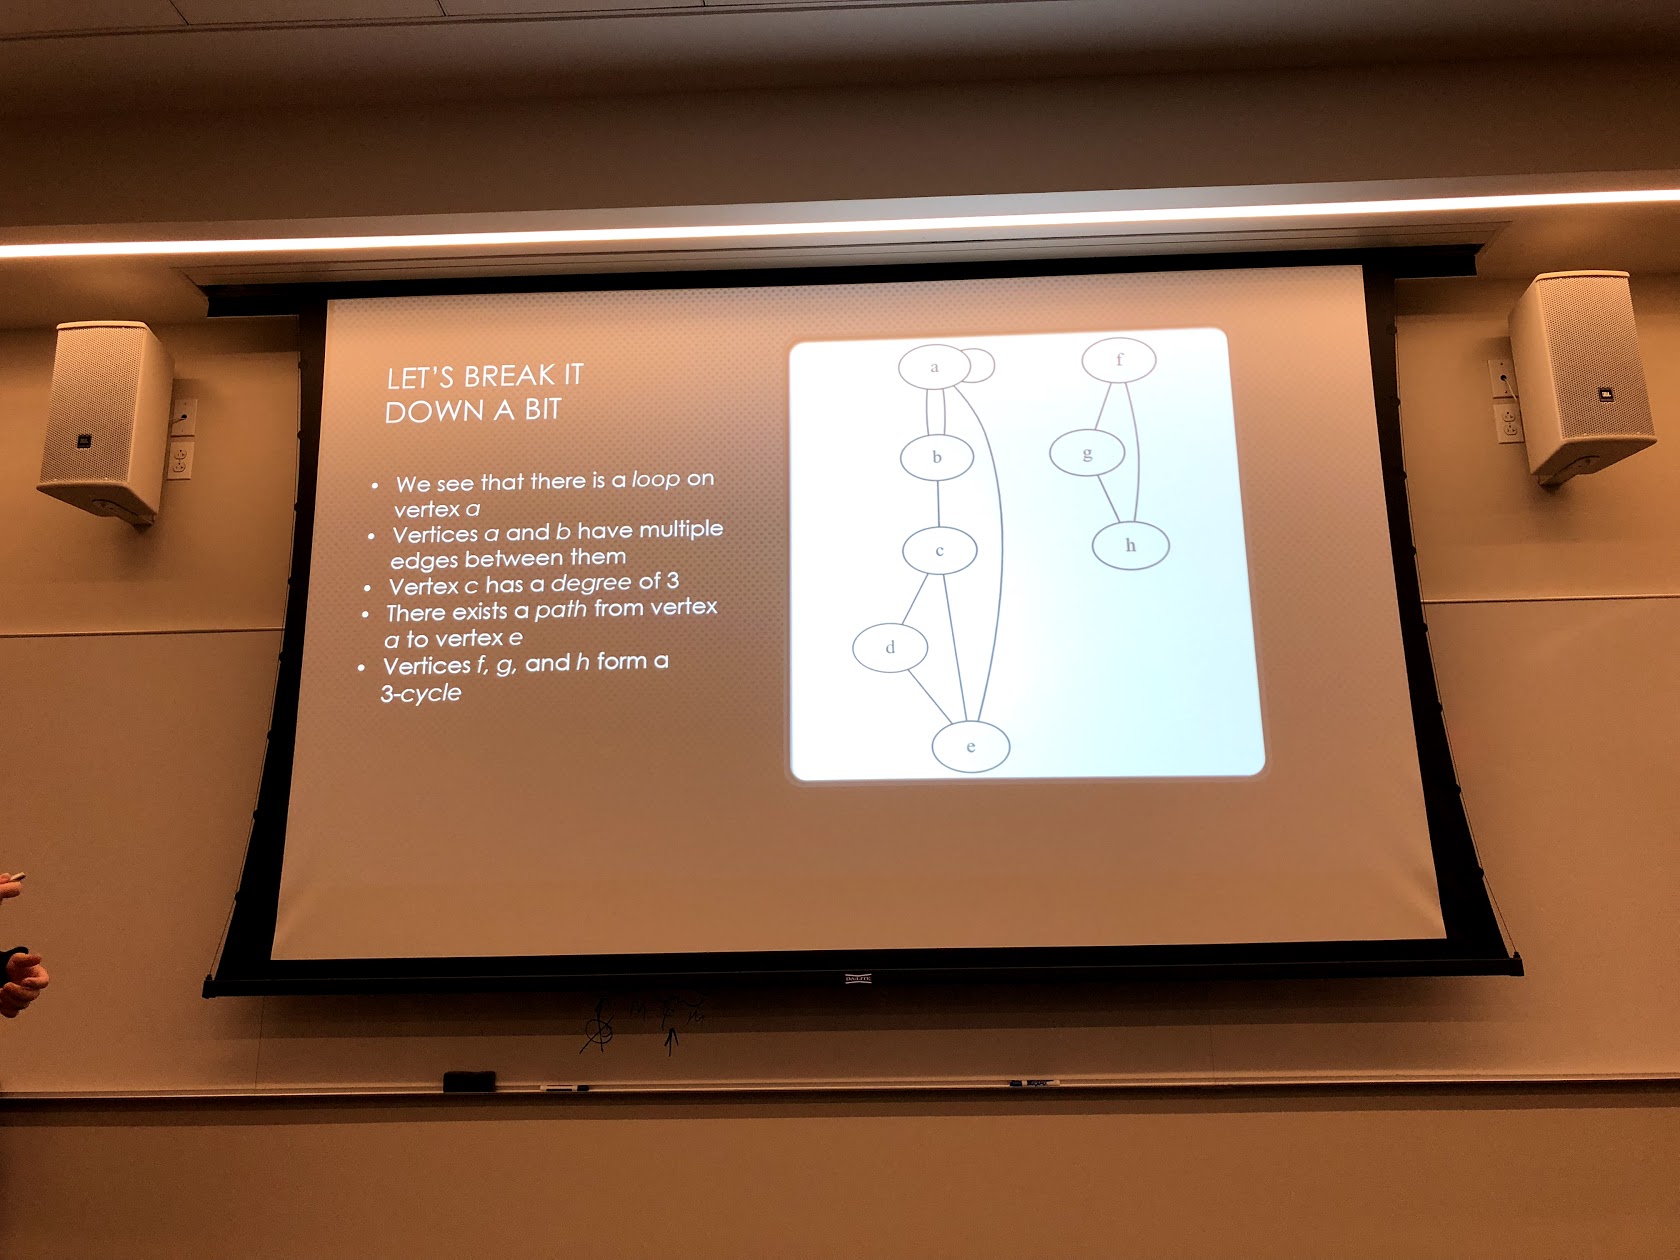 LET'S BREAK IT
DOWN A BIT
• We see that there is a loop on
vertex a
• Vertices a and b have multiple
edges between them
• Vertex c has a degree of 3
• There exists a path from vertex
a to vertex e
• Vertices f, g, and h form a
3-cycle
a
f
b
g
c
h
d
e
DA-LITE
JBL
JBL